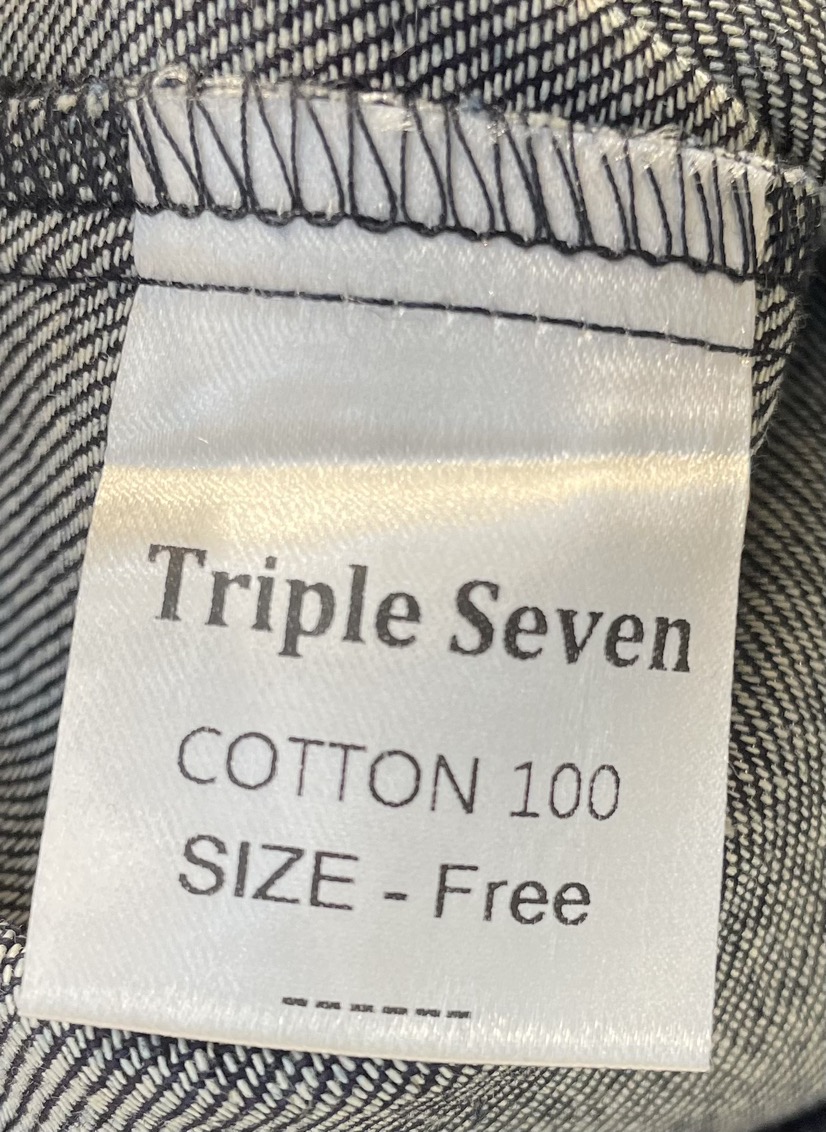 Triple Seven
COTTON 100
SIZE - Free